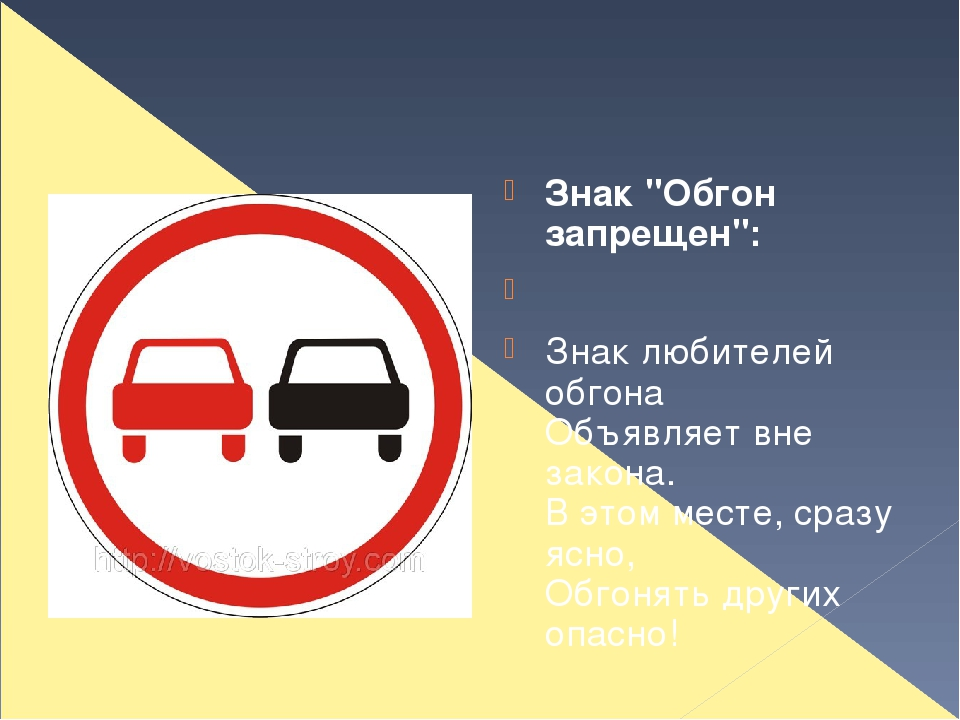 Знак "Обгон
запрещен":
Знак любителей
обгона
Объявляет вне
закона.
В этом месте, сразу
ясно,
Обгонять других
опасно!
http://vostok-stroy.com